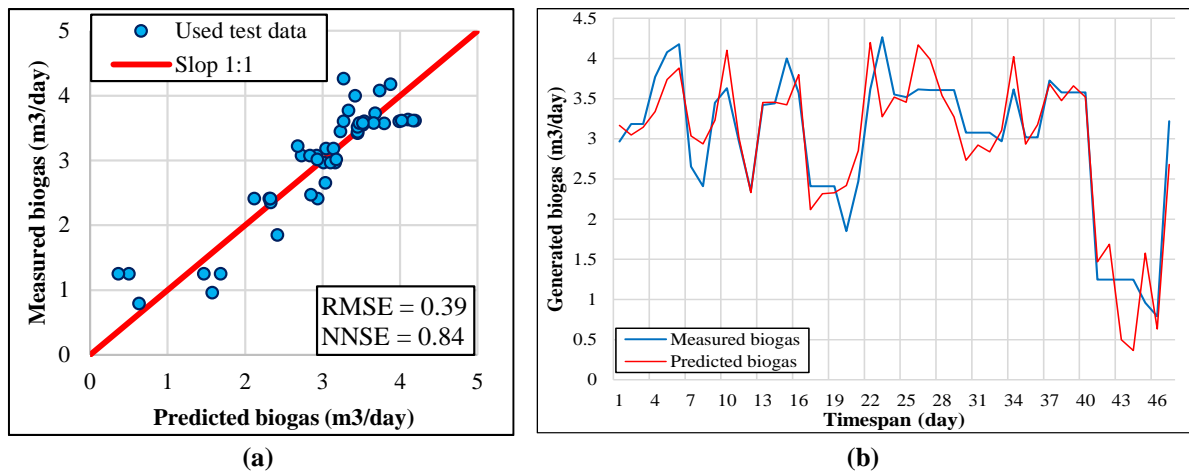 5
4
3
2
1
0
Measured biogas (m3/day)
Used test data
Slop 1:1
RMSE = 0.39
NNSE = 0.84
0 1 2 3 4 5
Predicted biogas (m3/day)
(a)
4.5
4
3.5
3
2.5
2
1.5
1
0.5
0
Generated biogas (m3/day)
Measured biogas
Predicted biogas
1 4 7 10 13 16 19 22 25 28 31 34 37 40 43 46
Timespan (day)
(b)